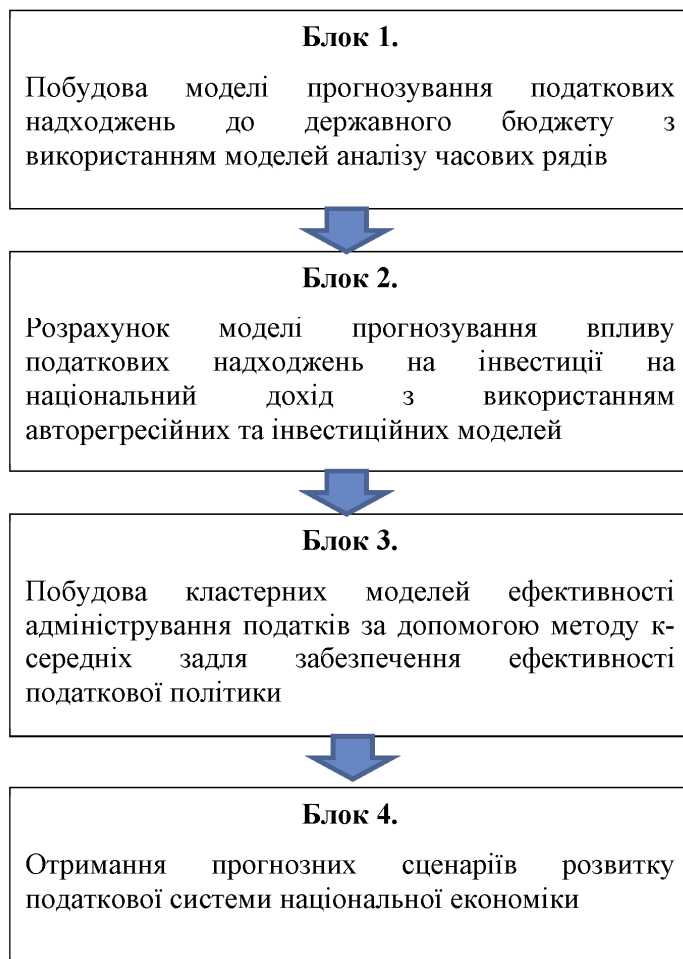 Блок 1.
Побудова моделі прогнозування податкових
надходжень до державного бюджету з
використанням моделей аналізу часових рядів
Блок 2.
Розрахунок моделі прогнозування впливу
податкових надходжень на інвестиції на
національний дохід з використанням
авторегресійних та інвестиційних моделей
Блок 3.
Побудова кластерних моделей ефективності
адміністрування податків за допомогою методу к-
середніх задля забезпечення ефективності
податкової політики
Блок 4.
Отримання прогнозних сценаріїв розвитку
податкової системи національної економіки